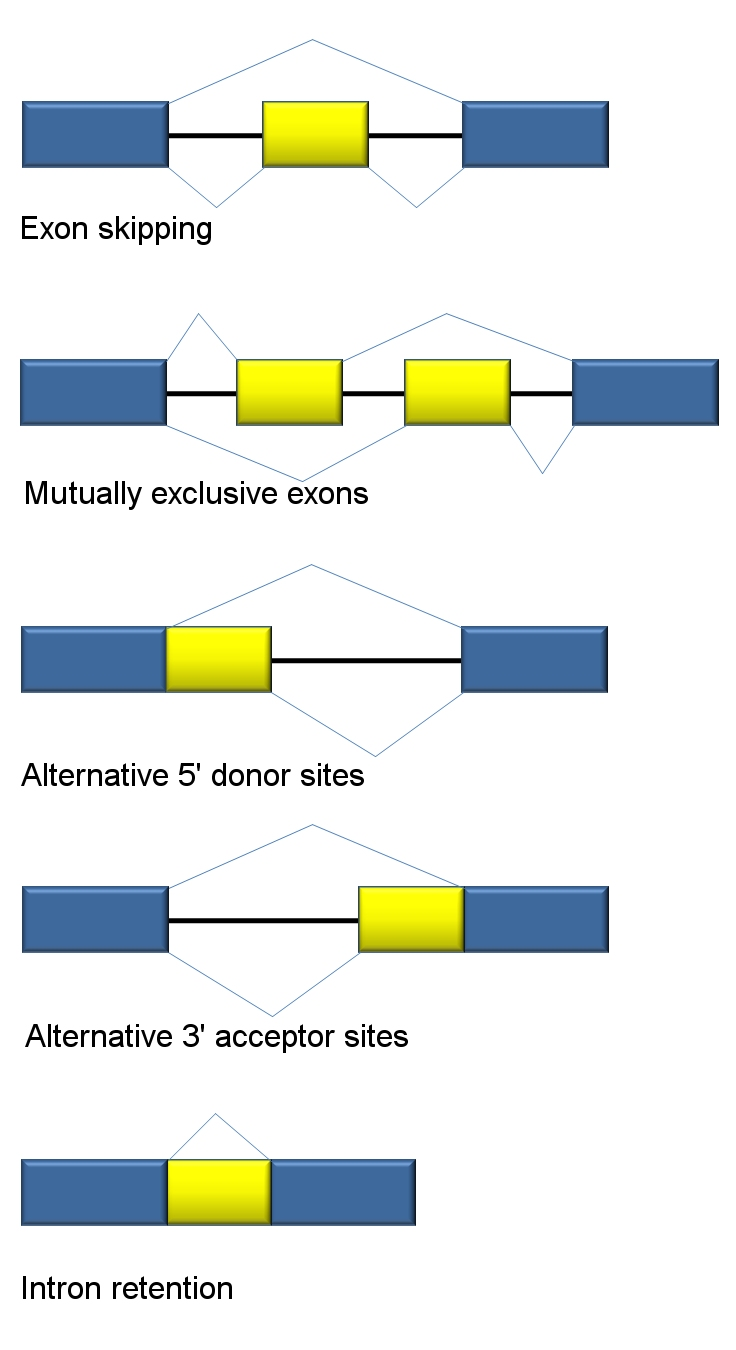 Exon skipping
Mutually exclusive exons
Alternative 5' donor sites
Alternative 3' acceptor sites
Intron retention